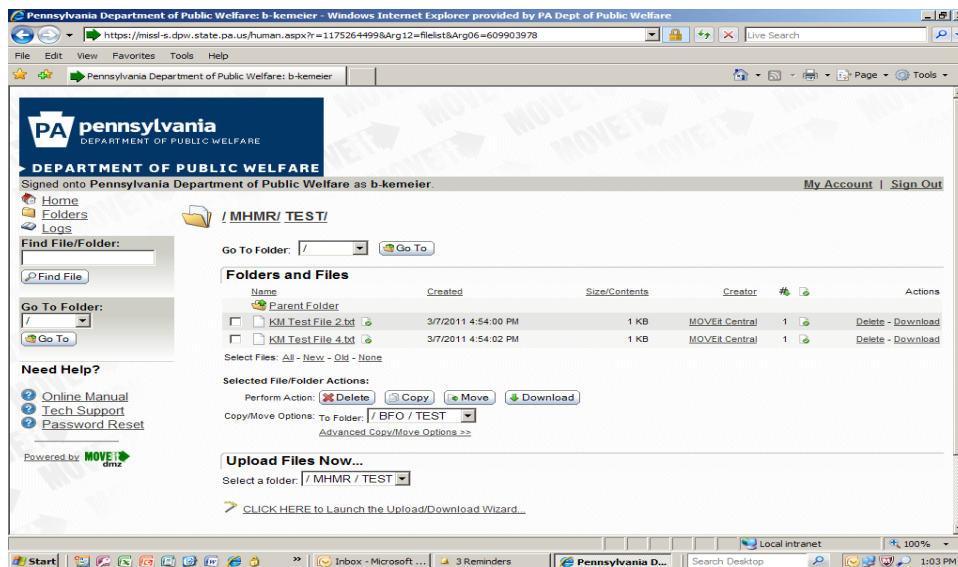 Pennsylvania Department of Public Welfare: b-kemeier - Windows Internet Explorer provided by PA Dept of Public Welfare
https://missl-s.dpw.state.pa.us/human.aspx?r=1175264499&Arg12=filelist&Arg06=609903978
Live Search
File Edit View Favorites Tools Help
Pennsylvania Department of Public Welfare: b-kemeier
Page Tools
PA pennsylvania
DEPARTMENT OF PUBLIC WELFARE
DEPARTMENT OF PUBLIC WELFARE
Signed onto Pennsylvania Department of Public Welfare as b-kemeier.
My Account | Sign Out
Home
Folders
Logs
Find File/Folder:
Find File
Go To Folder:
/
Go To
Need Help?
Online Manual
Tech Support
Password Reset
Powered by MOVEit
dmz
/ MHMR/ TEST/
Go To Folder: / Go To
Folders and Files
Name Created Size/Contents Creator # Actions
Parent Folder
KM Test File 2.txt 3/7/2011 4:54:00 PM 1 KB MOVEit Central 1 Delete - Download
KM Test File 4.txt 3/7/2011 4:54:02 PM 1 KB MOVEit Central 1 Delete - Download
Select Files: All - New - Old - None
Selected File/Folder Actions:
Perform Action: Delete Copy Move Download
Copy/Move Options: To Folder: / BFO / TEST
Advanced Copy/Move Options >>
Upload Files Now...
Select a folder: / MHMR / TEST
CLICK HERE to Launch the Upload/Download Wizard...
Local intranet 100%
Start » Inbox - Microsoft ... 3 Reminders Pennsylvania D... Search Desktop 1:03 PM